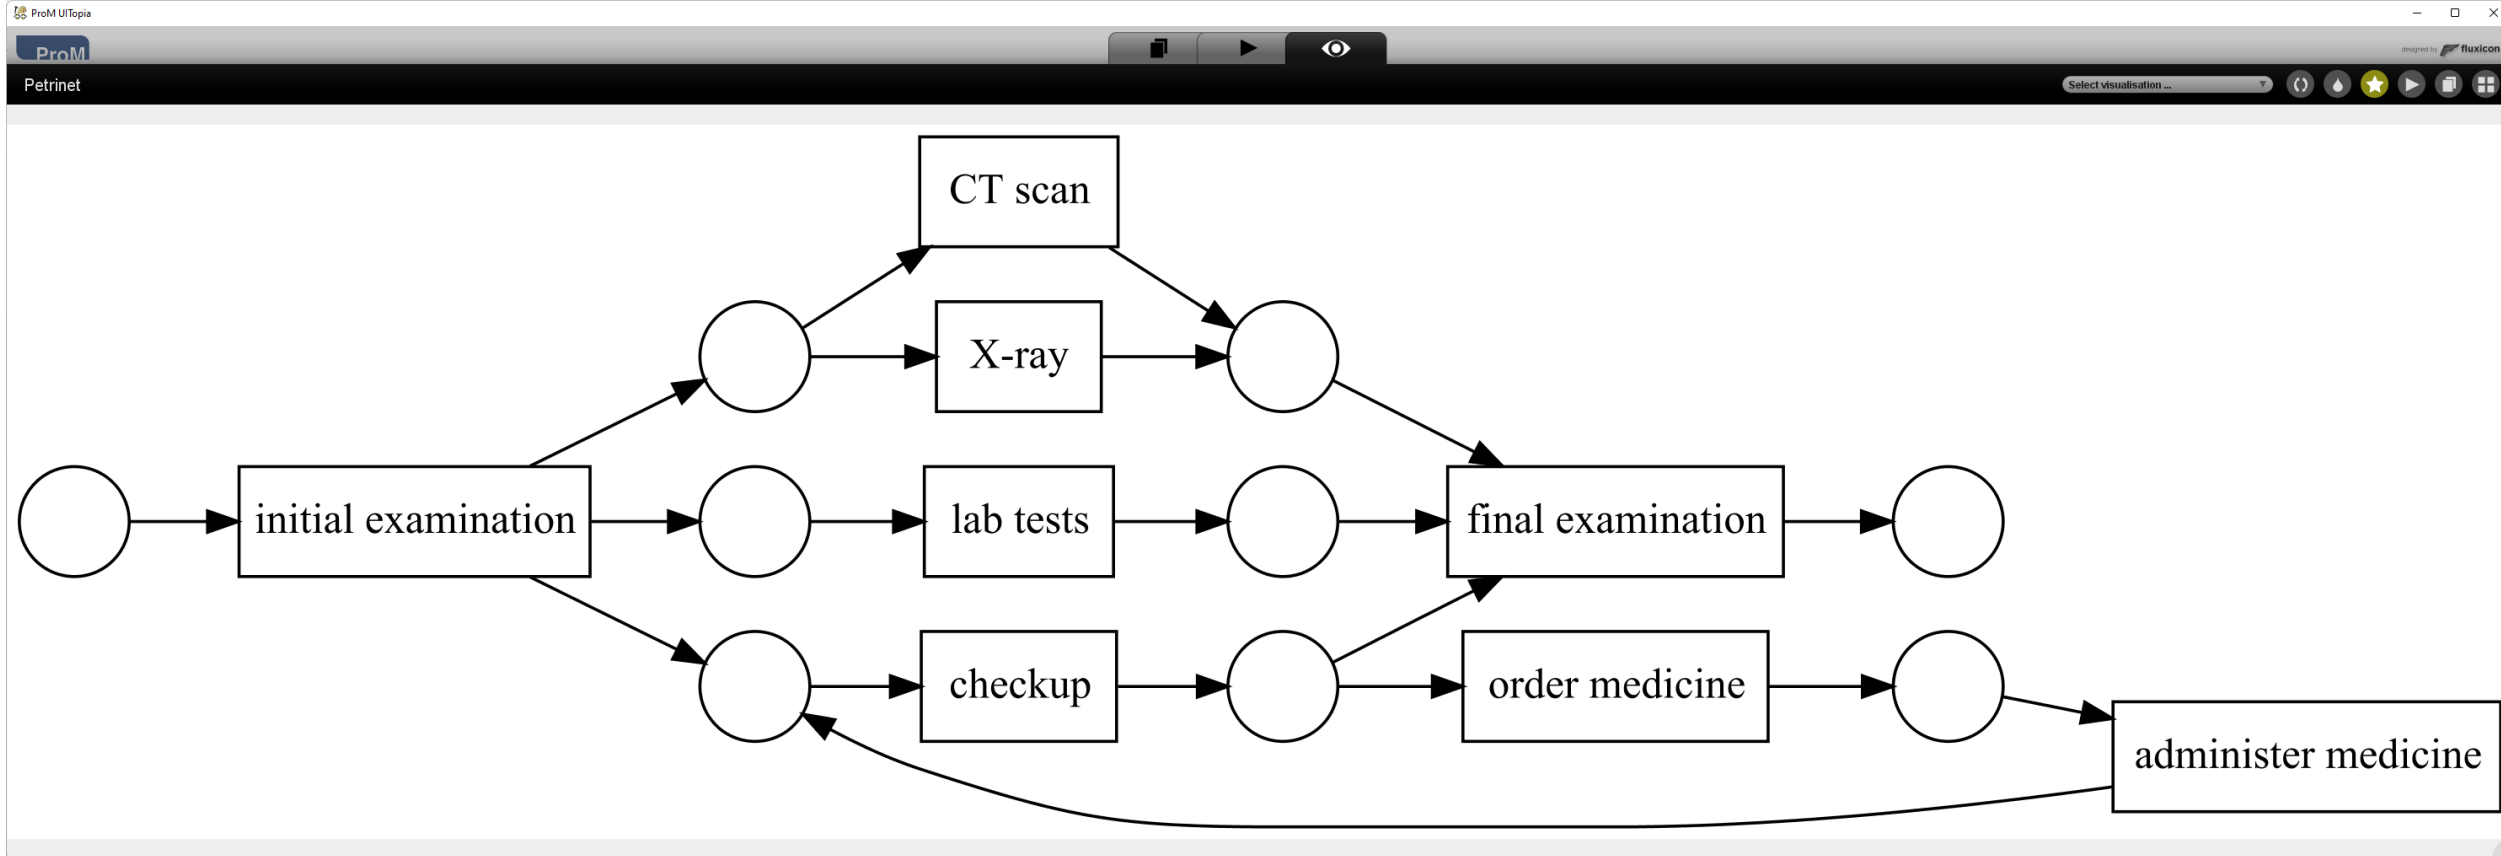 ProM UITopia
ProM
designed by fluxicon
Petrinet
Select visualisation ...
CT scan
X-ray
initial examination
lab tests
final examination
checkup
order medicine
administer medicine